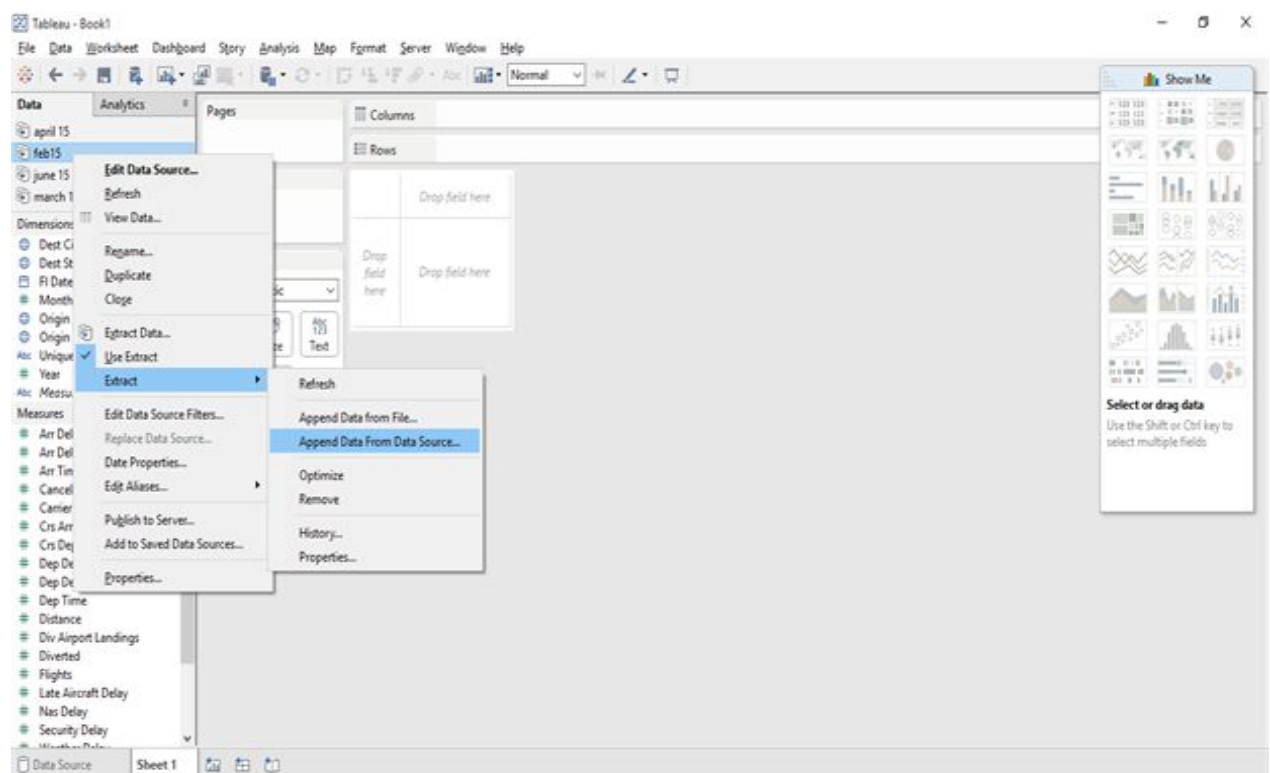 Tableau - Book1
File Data Worksheet Dashboard Story Analysis Map Format Server Window Help
Normal
Show Me
Data Analytics
Pages
Columns
Rows
april 15
feb15
june 15
march 1
Edit Data Source...
Refresh
View Data...
Rename...
Duplicate
Close
Extract Data...
Use Extract
Extract
Edit Data Source Filters...
Replace Data Source...
Date Properties...
Edit Aliases...
Publish to Server...
Add to Saved Data Sources...
Properties...
Refresh
Append Data from File...
Append Data From Data Source...
Optimize
Remove
History...
Properties...
Drop field here
Drop
field
here
Drop field here
Abc
123
Text
Dimensions
Dest Ci
Dest St
Fl Date
Month
Origin
Origin
Abc Unique
Year
Abc Measu
Measures
Arr Del
Arr Del
Arr Tim
Cancel
Carrier
Crs Arr
Crs Dep
Dep De
Dep De
Dep Time
Distance
Div Airport Landings
Diverted
Flights
Late Aircraft Delay
Nas Delay
Security Delay
Select or drag data
Use the Shift or Ctrl key to
select multiple fields
Data Source Sheet 1